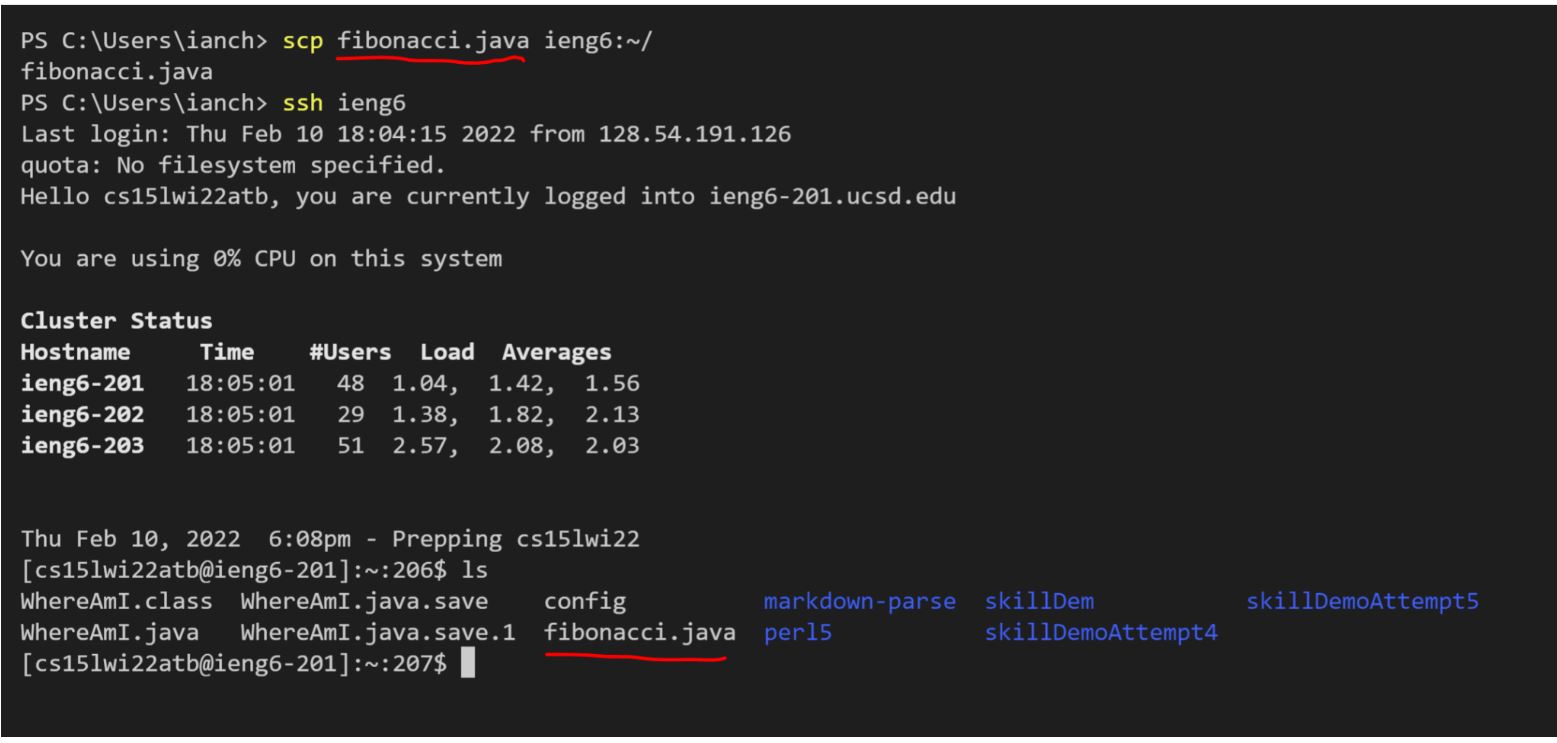 PS C:\Users\ianch> scp fibonacci.java ieng6:~/
fibonacci.java
PS C:\Users\ianch> ssh ieng6
Last login: Thu Feb 10 18:04:15 2022 from 128.54.191.126
quota: No filesystem specified.
Hello cs15lwi22atb, you are currently logged into ieng6-201.ucsd.edu
You are using 0% CPU on this system
Cluster Status
Hostname     Time    #Users  Load  Averages
ieng6-201   18:05:01   48  1.04,  1.42,  1.56
ieng6-202   18:05:01   29  1.38,  1.82,  2.13
ieng6-203   18:05:01   51  2.57,  2.08,  2.03
Thu Feb 10, 2022  6:08pm - Prepping cs15lwi22
[cs15lwi22atb@ieng6-201]:~:206$ ls
WhereAmI.class  WhereAmI.java.save    config          markdown-parse  skillDem           skillDemoAttempt5
WhereAmI.java   WhereAmI.java.save.1  fibonacci.java  perl5           skillDemoAttempt4
[cs15lwi22atb@ieng6-201]:~:207$